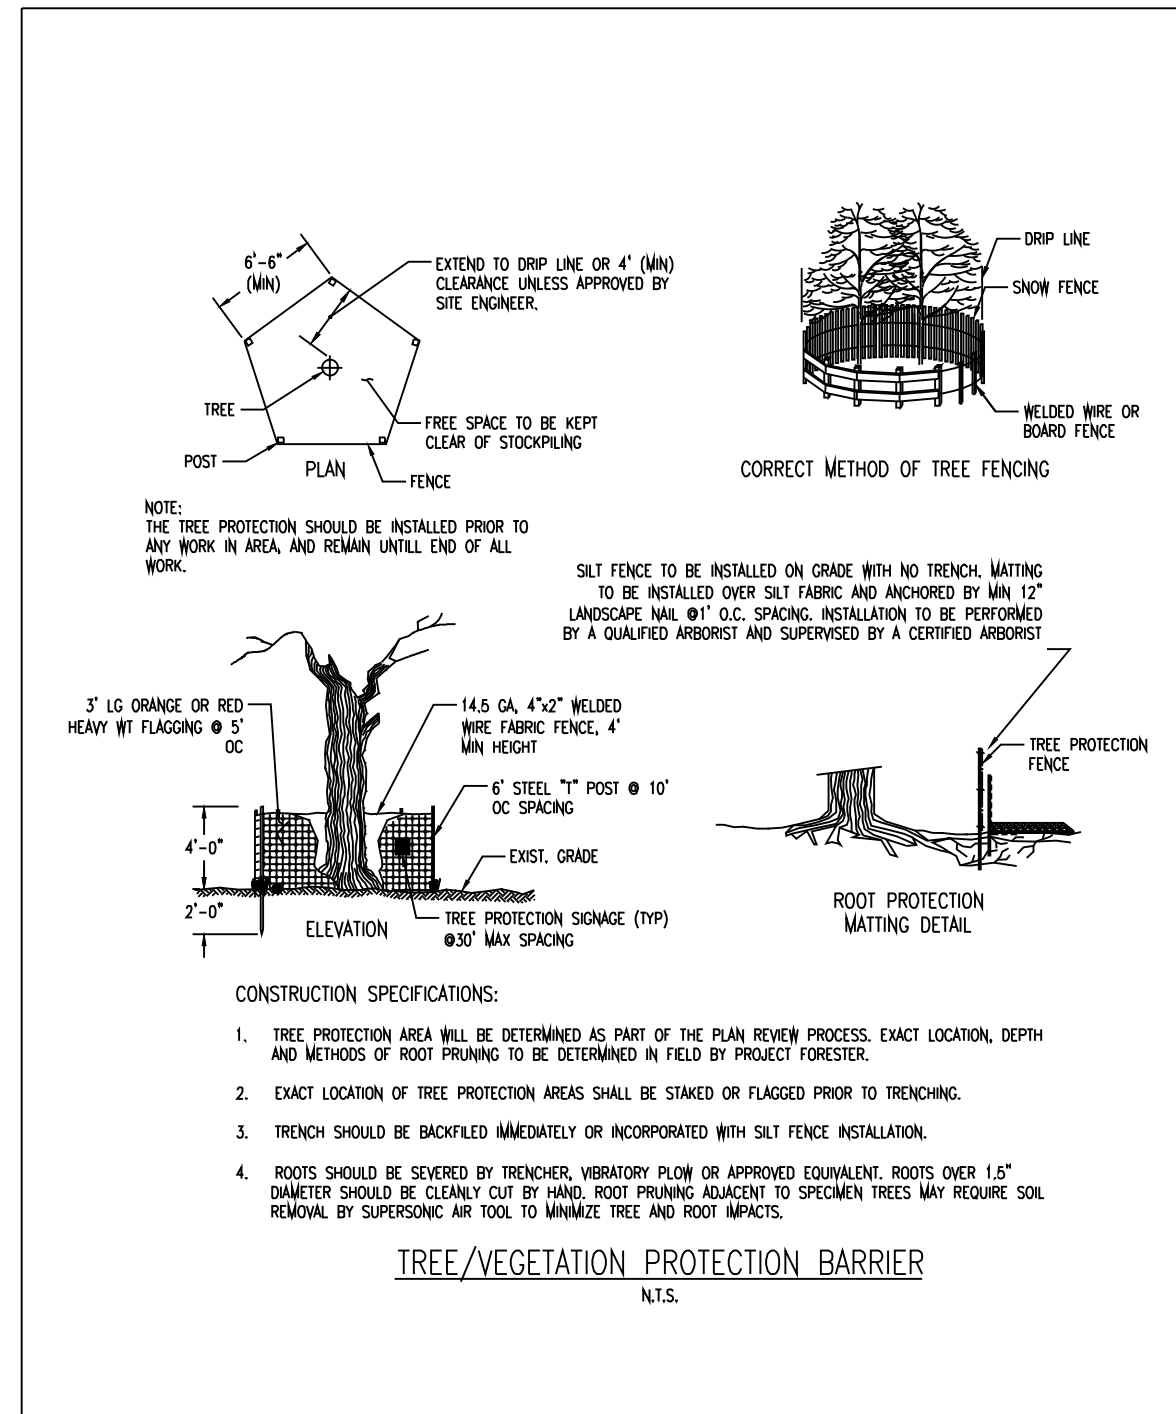 6'-6"
(MIN)
EXTEND TO DRIP LINE OR 4' (MIN)
CLEARANCE UNLESS APPROVED BY
SITE ENGINEER.
TREE
FREE SPACE TO BE KEPT
CLEAR OF STOCKPILING
POST
PLAN
FENCE
DRIP LINE
SNOW FENCE
WELDED WIRE OR
BOARD FENCE
CORRECT METHOD OF TREE FENCING
NOTE:
THE TREE PROTECTION SHOULD BE INSTALLED PRIOR TO
ANY WORK IN AREA, AND REMAIN UNTILL END OF ALL
WORK.
SILT FENCE TO BE INSTALLED ON GRADE WITH NO TRENCH. MATTING
TO BE INSTALLED OVER SILT FABRIC AND ANCHORED BY MIN 12"
LANDSCAPE NAIL @1' O.C. SPACING. INSTALLATION TO BE PERFORMED
BY A QUALIFIED ARBORIST AND SUPERVISED BY A CERTIFIED ARBORIST
3' LG ORANGE OR RED
HEAVY WT FLAGGING @ 5'
OC
14.5 GA, 4"x2" WELDED
WIRE FABRIC FENCE, 4'
MIN HEIGHT
6' STEEL "T" POST @ 10'
OC SPACING
4'-0"
EXIST. GRADE
2'-0"
ELEVATION
TREE PROTECTION SIGNAGE (TYP)
@30' MAX SPACING
TREE PROTECTION
FENCE
ROOT PROTECTION
MATTING DETAIL
CONSTRUCTION SPECIFICATIONS:
1. TREE PROTECTION AREA WILL BE DETERMINED AS PART OF THE PLAN REVIEW PROCESS. EXACT LOCATION, DEPTH
AND METHODS OF ROOT PRUNING TO BE DETERMINED IN FIELD BY PROJECT FORESTER.
2. EXACT LOCATION OF TREE PROTECTION AREAS SHALL BE STAKED OR FLAGGED PRIOR TO TRENCHING.
3. TRENCH SHOULD BE BACKFILED IMMEDIATELY OR INCORPORATED WITH SILT FENCE INSTALLATION.
4. ROOTS SHOULD BE SEVERED BY TRENCHER, VIBRATORY PLOW OR APPROVED EQUIVALENT. ROOTS OVER 1.5"
DIAMETER SHOULD BE CLEANLY CUT BY HAND. ROOT PRUNING ADJACENT TO SPECIMEN TREES MAY REQUIRE SOIL
REMOVAL BY SUPERSONIC AIR TOOL TO MINIMIZE TREE AND ROOT IMPACTS.
TREE/VEGETATION PROTECTION BARRIER
N.T.S.